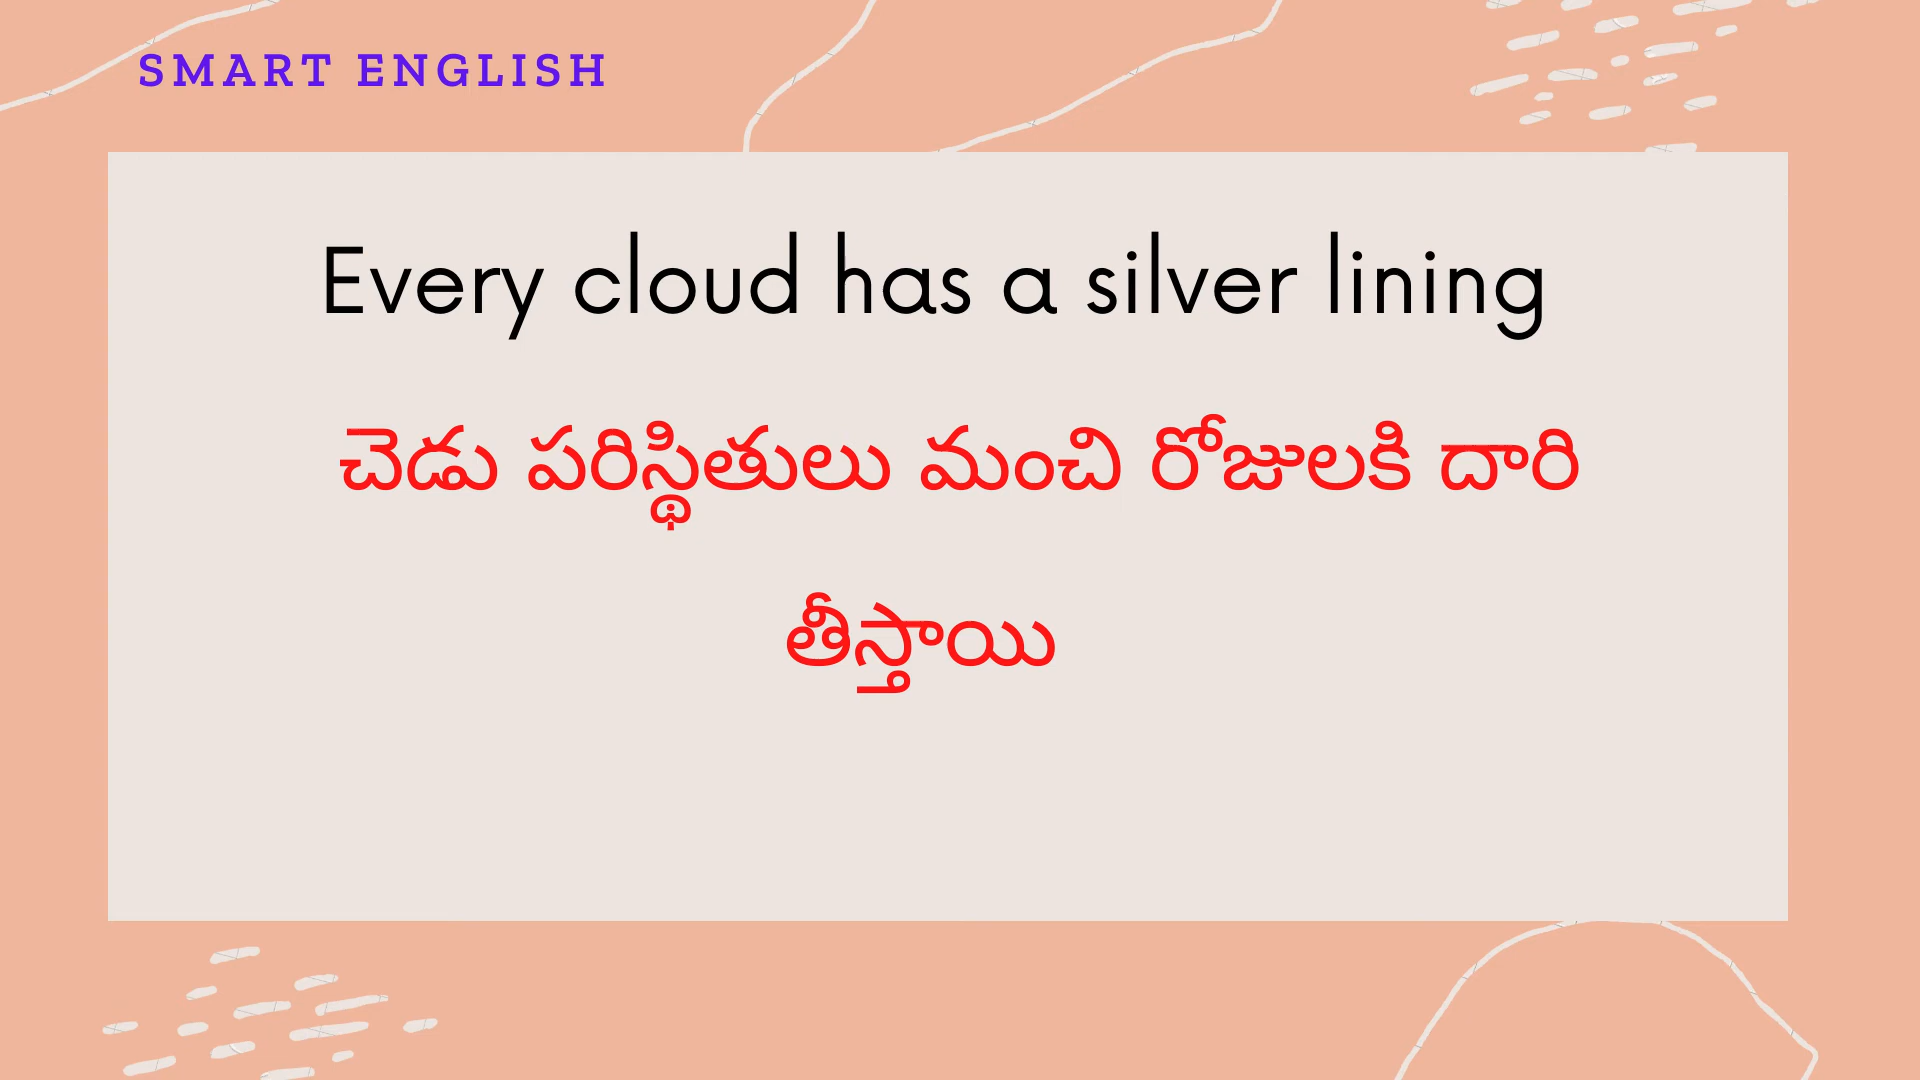 SMART ENGLISH
Every cloud has a silver lining
చెడు పరిస్థితులు మంచి రోజులకి దారి
తీస్తాయి